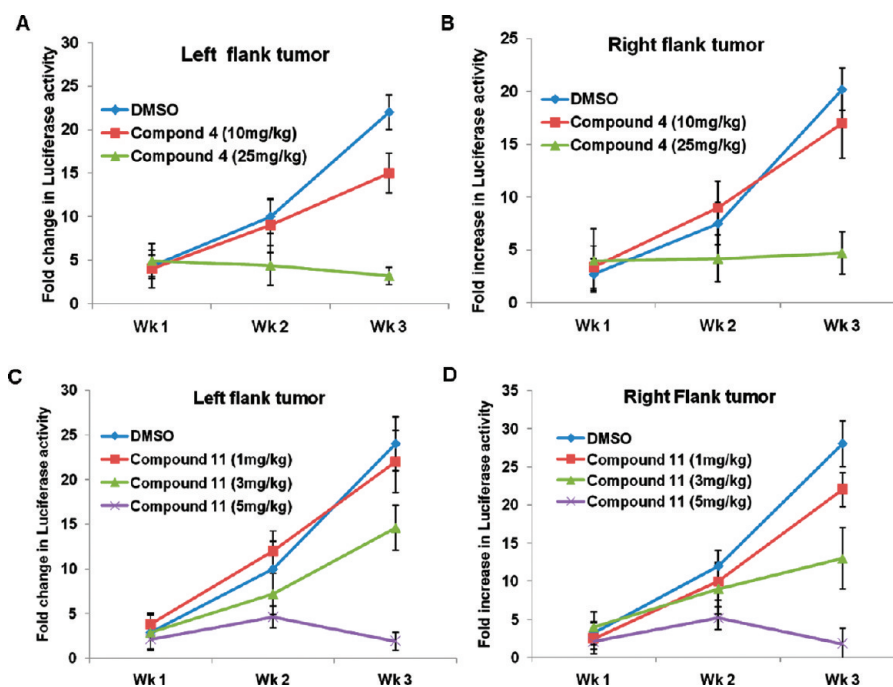 A
Left flank tumor
Fold change in Luciferase activity
30
25
20
15
10
5
0
DMSO
Compond 4 (10mg/kg)
Compound 4 (25mg/kg)
Wk 1
Wk 2
Wk 3
B
Right flank tumor
Fold increase in Luciferase activity
25
20
15
10
5
0
DMSO
Compound 4 (10mg/kg)
Compound 4 (25mg/kg)
Wk 1
Wk 2
Wk 3
C
Left flank tumor
Fold change in Luciferase activity
30
25
20
15
10
5
0
DMSO
Compound 11 (1mg/kg)
Compound 11 (3mg/kg)
Compound 11 (5mg/kg)
Wk 1
Wk 2
Wk 3
D
Right Flank tumor
Fold increase in Luciferase activity
35
30
25
20
15
10
5
0
DMSO
Compound 11 (1mg/kg)
Compound 11 (3mg/kg)
Compound 11 (5mg/kg)
Wk 1
Wk 2
Wk 3